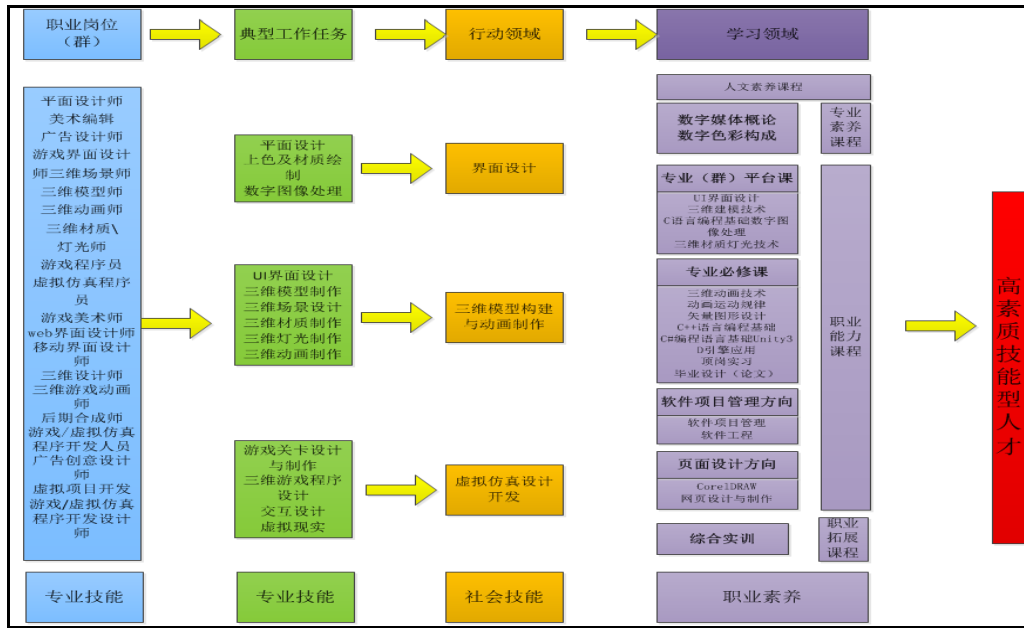 职业岗位
（群）
典型工作任务
行动领域
学习领域
平面设计师
美术编辑
广告设计师
游戏界面设计
师三维场景师
三维模型师
三维动画师
三维材质\
灯光师
游戏程序员
虚拟仿真程序
员
游戏美术师
web界面设计师
移动界面设计
师
三维设计师
三维游戏动画
师
后期合成师
游戏/虚拟仿真
程序开发人员
广告创意设计
师
虚拟项目开发
游戏/虚拟仿真
程序开发设计
师
平面设计
上色及材质绘
制
数字图像处理
界面设计
UI界面设计
三维模型制作
三维场景设计
三维材质制作
三维灯光制作
三维动画制作
三维模型构建
与动画制作
游戏关卡设计
与制作
三维游戏程序
设计
交互设计
虚拟现实
虚拟仿真设计
开发
人文素养课程
数字媒体概论
数字色彩构成
专业
素养
课程
专业（群）平台课
UI界面设计
三维建模技术
C语言编程基础数字图
像处理
三维材质灯光技术
专业必修课
三维动画技术
动画运动规律
矢量图形设计
C++语言编程基础
C#编程语言基础Unity3
D引擎应用
顶岗实习
毕业设计（论文）
软件项目管理方向
软件项目管理
软件工程
页面设计方向
CorelDRAW
网页设计与制作
职业
能力
课程
综合实训
职业
拓展
课程
高素质技能型人才
专业技能
专业技能
社会技能
职业素养